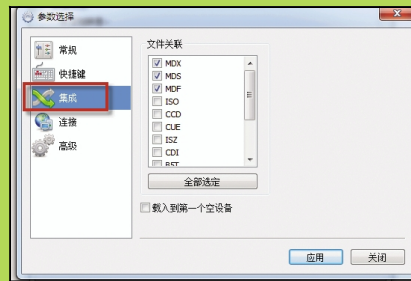 参数选择
常规
快捷键
集成
连接
高级
文件关联
MDX
MDS
MDF
ISO
CCD
CUE
ISZ
CDI
B5T
全部选定
载入到第一个空设备
应用
关闭